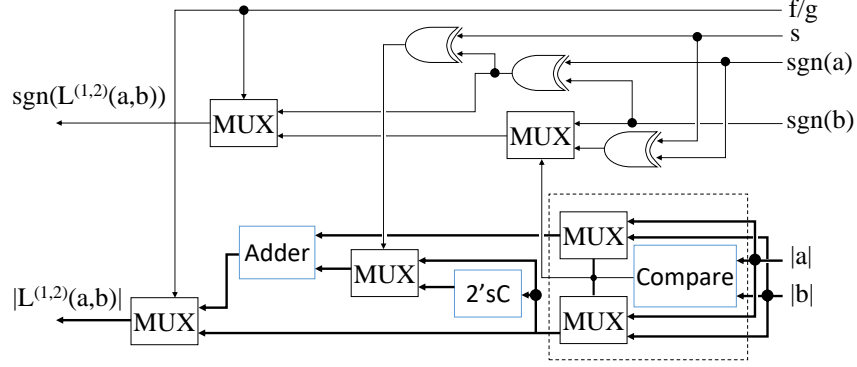 f/g
s
sgn(a)
sgn(L^(1,2)(a,b))
MUX
MUX
sgn(b)
MUX
Adder
MUX
Compare
|a|
2'sC
|L^(1,2)(a,b)|
MUX
MUX
|b|